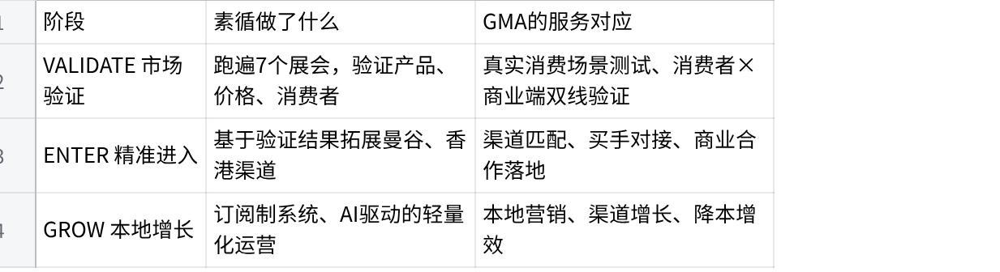 1 阶段 素循做了什么 GMA的服务对应
VALIDATE 市场 跑遍7个展会，验证产品、 真实消费场景测试、消费者×
2 验证 价格、消费者 商业端双线验证
基于验证结果拓展曼谷、香 渠道匹配、买手对接、商业合
3 ENTER 精准进入 港渠道 作落地
订阅制系统、AI驱动的轻量 本地营销、渠道增长、降本增
4 GROW 本地增长 化运营 效